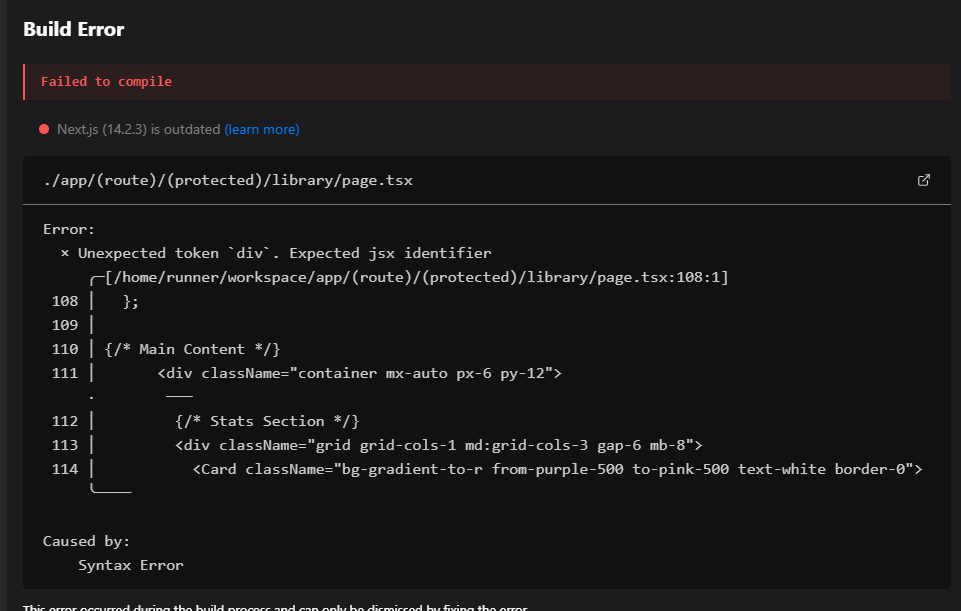 Build Error
Failed to compile
Next.js (14.2.3) is outdated (learn more)
./app/(route)/(protected)/library/page.tsx
Error:
× Unexpected token `div`. Expected jsx identifier
╭─[/home/runner/workspace/app/(route)/(protected)/library/page.tsx:108:1]
108 │   };
109 │
110 │ {/* Main Content */}
111 │       <div className="container mx-auto px-6 py-12">
·        ───
112 │         {/* Stats Section */}
113 │         <div className="grid grid-cols-1 md:grid-cols-3 gap-6 mb-8">
114 │           <Card className="bg-gradient-to-r from-purple-500 to-pink-500 text-white border-0">
╰────
Caused by:
Syntax Error
This error occurred during the build process and can only be dismissed by fixing the error.